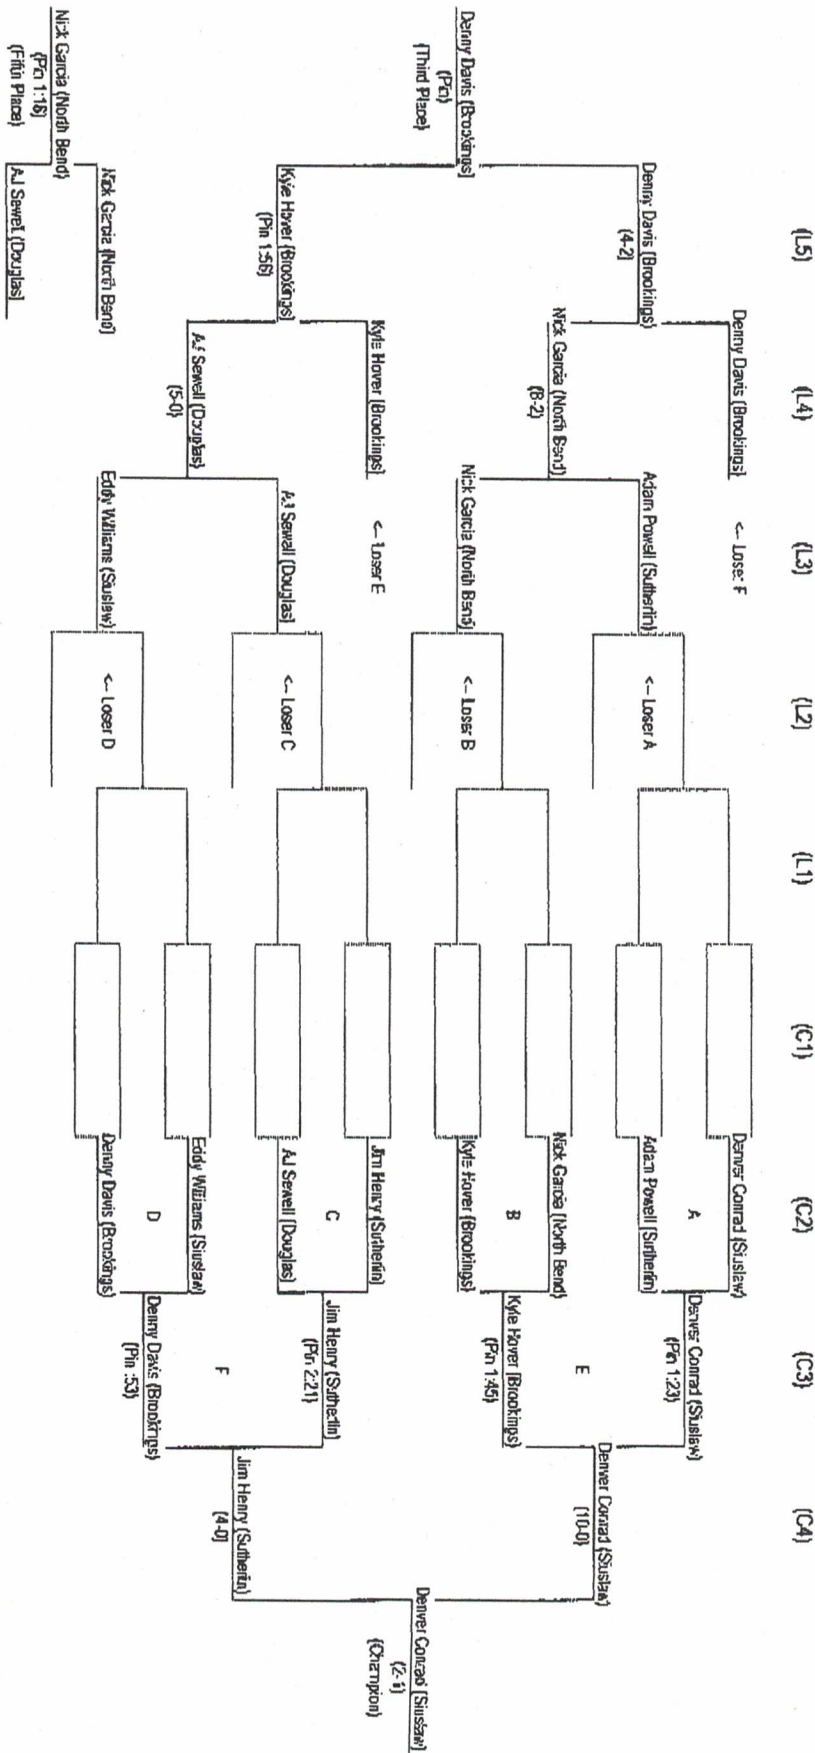 (L5)
(L4)
(L3)
(L2)
(L1)
(C1)
(C2)
(C3)
(C4)
Denny Davis (Brookings)
<-- Loser F
Denny Davis (Brookings)
(4-2)
Adam Powell (Sutherlin)
<-- Loser A
Nick Garcia (North Bend)
(8-2)
Nick Garcia (North Bend)
<-- Loser B
Denny Davis (Brookings)
(Pin)
(Third Place)
Kyle Hover (Brookings)
<-- Loser E
Kyle Hover (Brookings)
(Pin 1:56)
AJ Sewell (Douglas)
<-- Loser C
AJ Sewell (Douglas)
(5-0)
Eddy Williams (Siuslaw)
<-- Loser D
Nick Garcia (North Bend)
Nick Garcia (North Bend)
(Pin 1:18)
(Fifth Place)
AJ Sewell (Douglas)
Denver Conrad (Siuslaw)
A
Adam Powell (Sutherlin)
Denver Conrad (Siuslaw)
(Pin 1:23)
Nick Garcia (North Bend)
B
Kyle Hover (Brookings)
E
Kyle Hover (Brookings)
(Pin 1:45)
Denver Conrad (Siuslaw)
(10-0)
Jim Henry (Sutherlin)
C
AJ Sewell (Douglas)
Jim Henry (Sutherlin)
(Pin 2:21)
Eddy Williams (Siuslaw)
D
Denny Davis (Brookings)
F
Denny Davis (Brookings)
(Pin :53)
Jim Henry (Sutherlin)
(4-0)
Denver Conrad (Siuslaw)
(2-1)
(Champion)